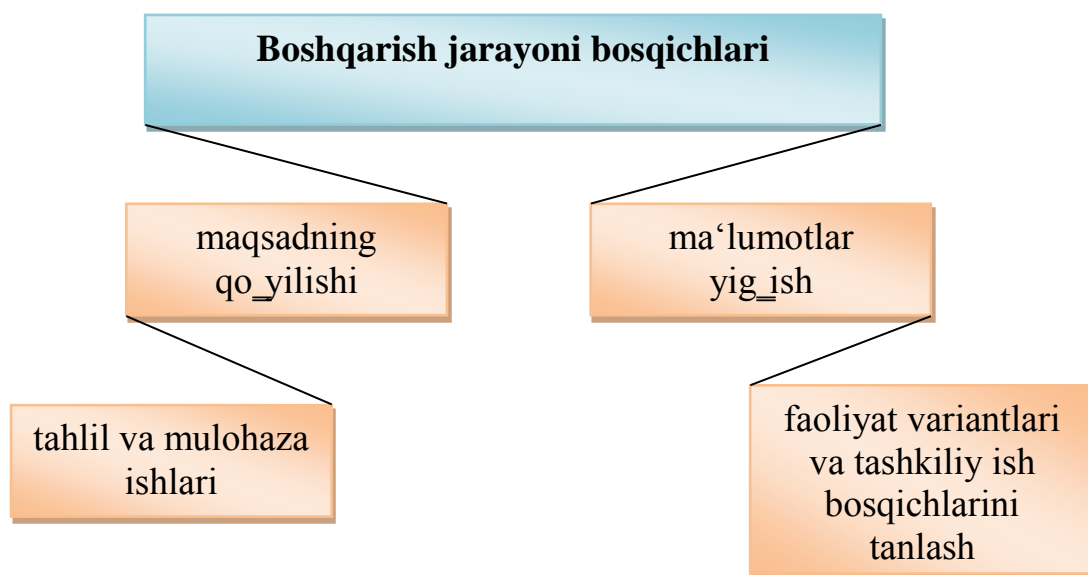 Boshqarish jarayoni bosqichlari
maqsadning
qo‗yilishi
ma‘lumotlar
yig‗ish
tahlil va mulohaza
ishlari
faoliyat variantlari
va tashkiliy ish
bosqichlarini
tanlash